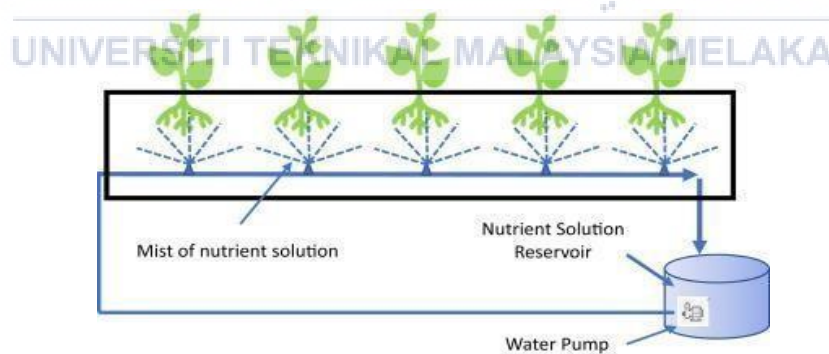 UNIVERSITI TEKNIKAL MALAYSIA MELAKA
Mist of nutrient solution
Nutrient Solution
Reservoir
Water Pump